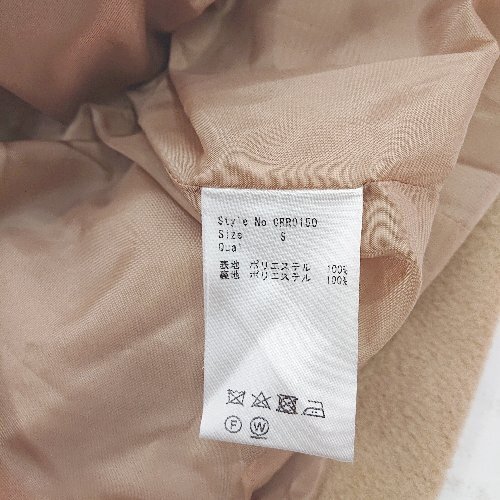 Style No CRR0150
Size S
Qual
表地 ポリエステル 100%
裏地 ポリエステル 100%
F W